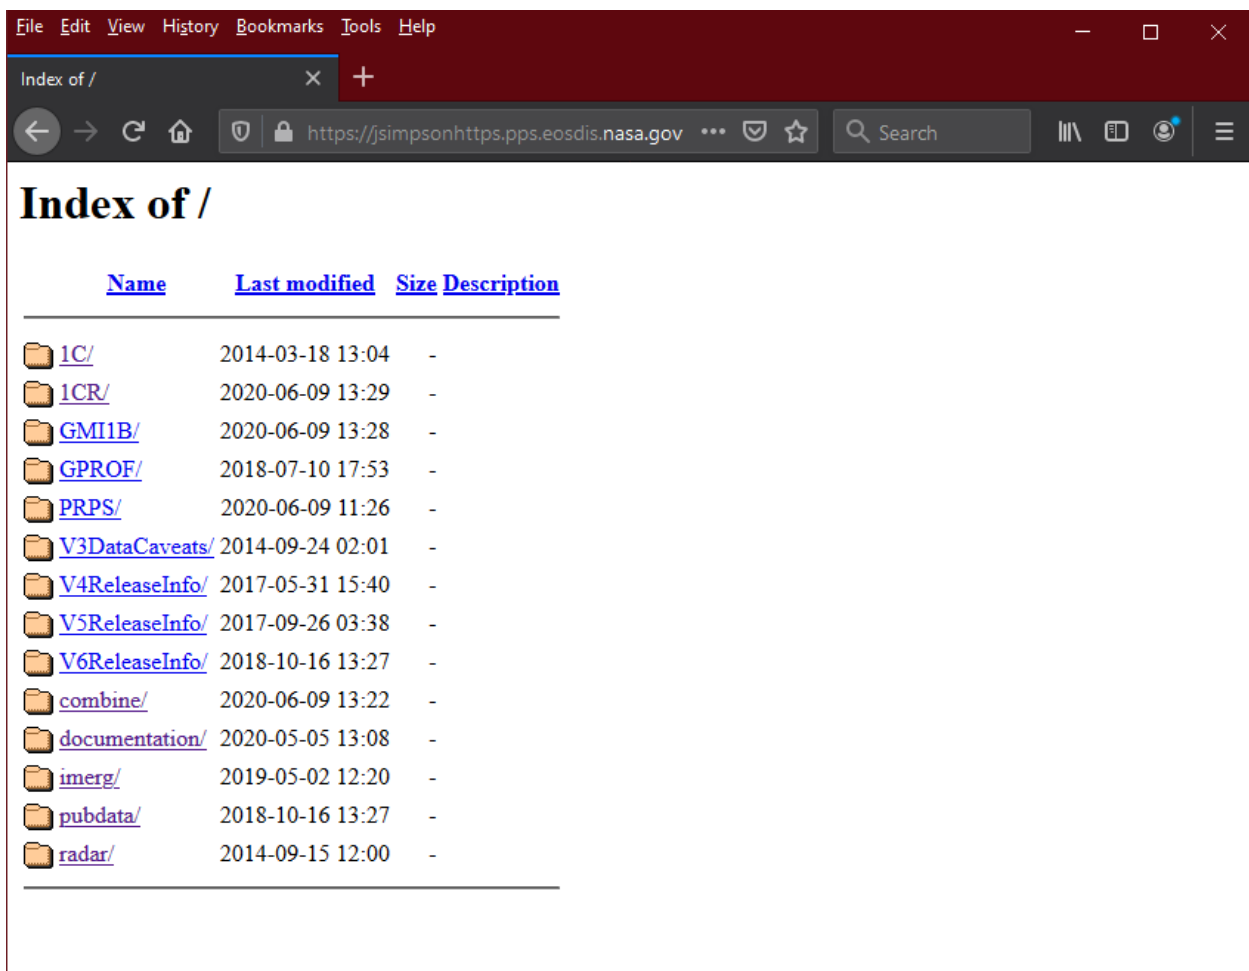 File Edit View History Bookmarks Tools Help
Index of /
https://jsimpsonhttps.pps.eosdis.nasa.gov Search
Index of /
Name Last modified Size Description
1C/ 2014-03-18 13:04 -
1CR/ 2020-06-09 13:29 -
GMI1B/ 2020-06-09 13:28 -
GPROF/ 2018-07-10 17:53 -
PRPS/ 2020-06-09 11:26 -
V3DataCaveats/ 2014-09-24 02:01 -
V4ReleaseInfo/ 2017-05-31 15:40 -
V5ReleaseInfo/ 2017-09-26 03:38 -
V6ReleaseInfo/ 2018-10-16 13:27 -
combine/ 2020-06-09 13:22 -
documentation/ 2020-05-05 13:08 -
imerg/ 2019-05-02 12:20 -
pubdata/ 2018-10-16 13:27 -
radar/ 2014-09-15 12:00 -